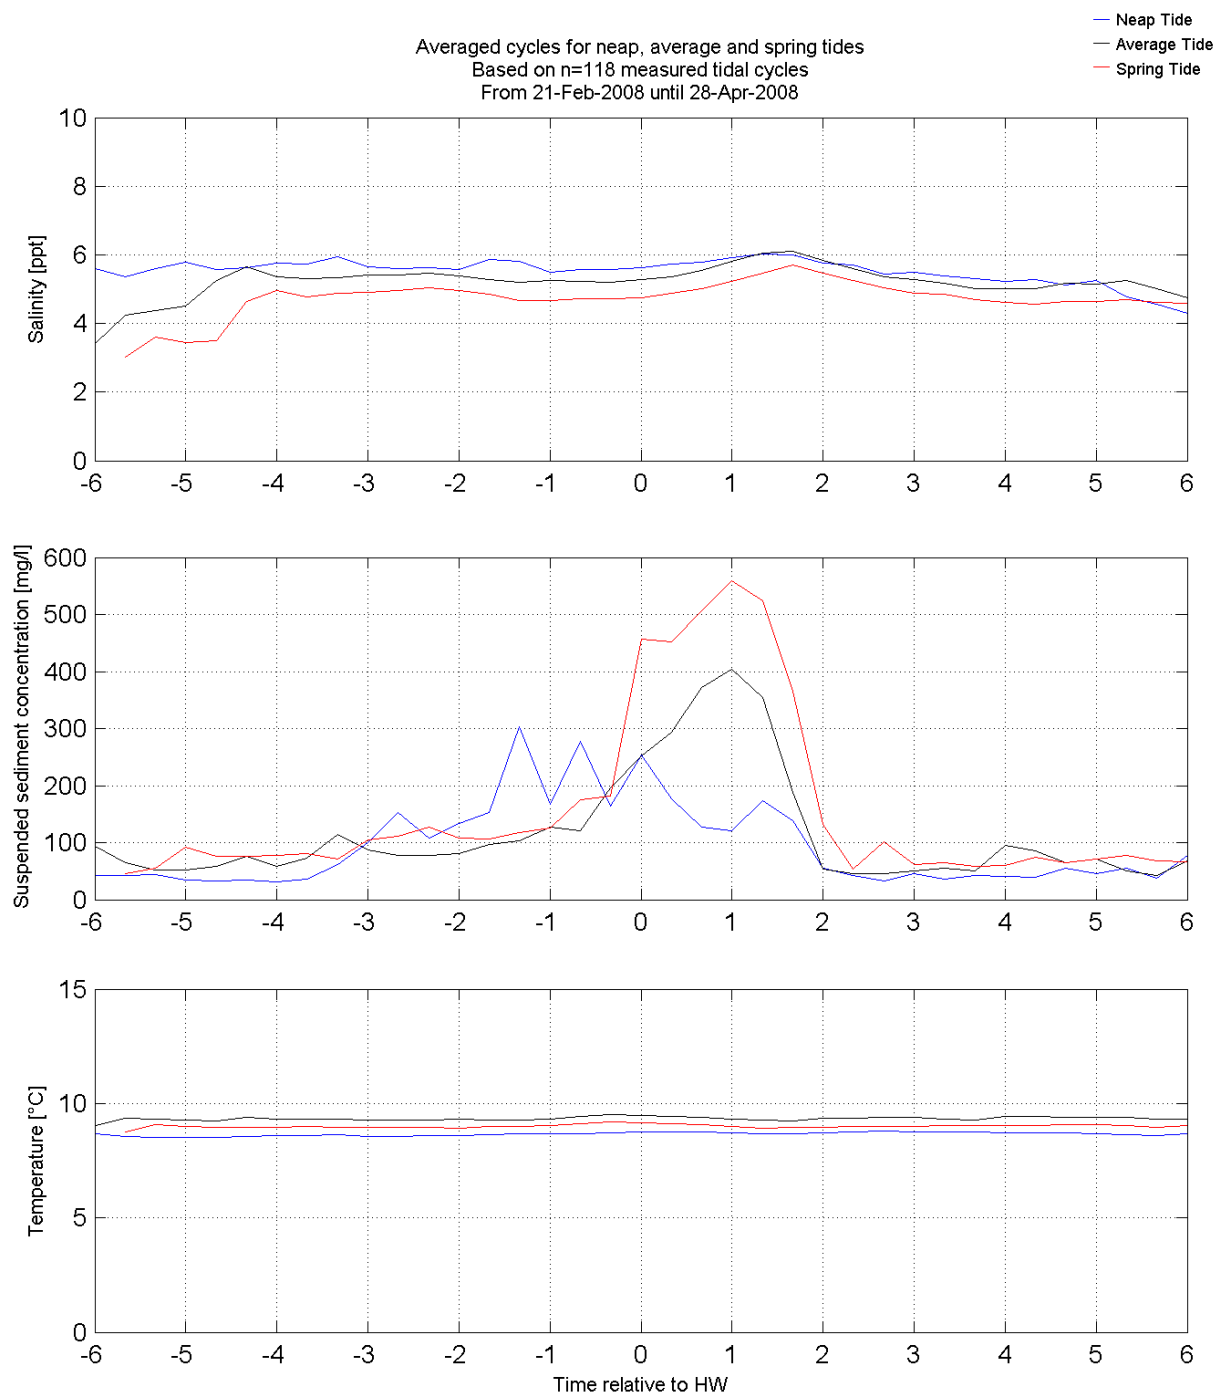 Neap Tide
Average Tide
Spring Tide
Averaged cycles for neap, average and spring tides
Based on n=118 measured tidal cycles
From 21-Feb-2008 until 28-Apr-2008
Salinity [ppt]
10
8
6
4
2
0
-6 -5 -4 -3 -2 -1 0 1 2 3 4 5 6
Suspended sediment concentration [mg/l]
600
500
400
300
200
100
0
-6 -5 -4 -3 -2 -1 0 1 2 3 4 5 6
Temperature [°C]
15
10
5
0
-6 -5 -4 -3 -2 -1 0 1 2 3 4 5 6
Time relative to HW